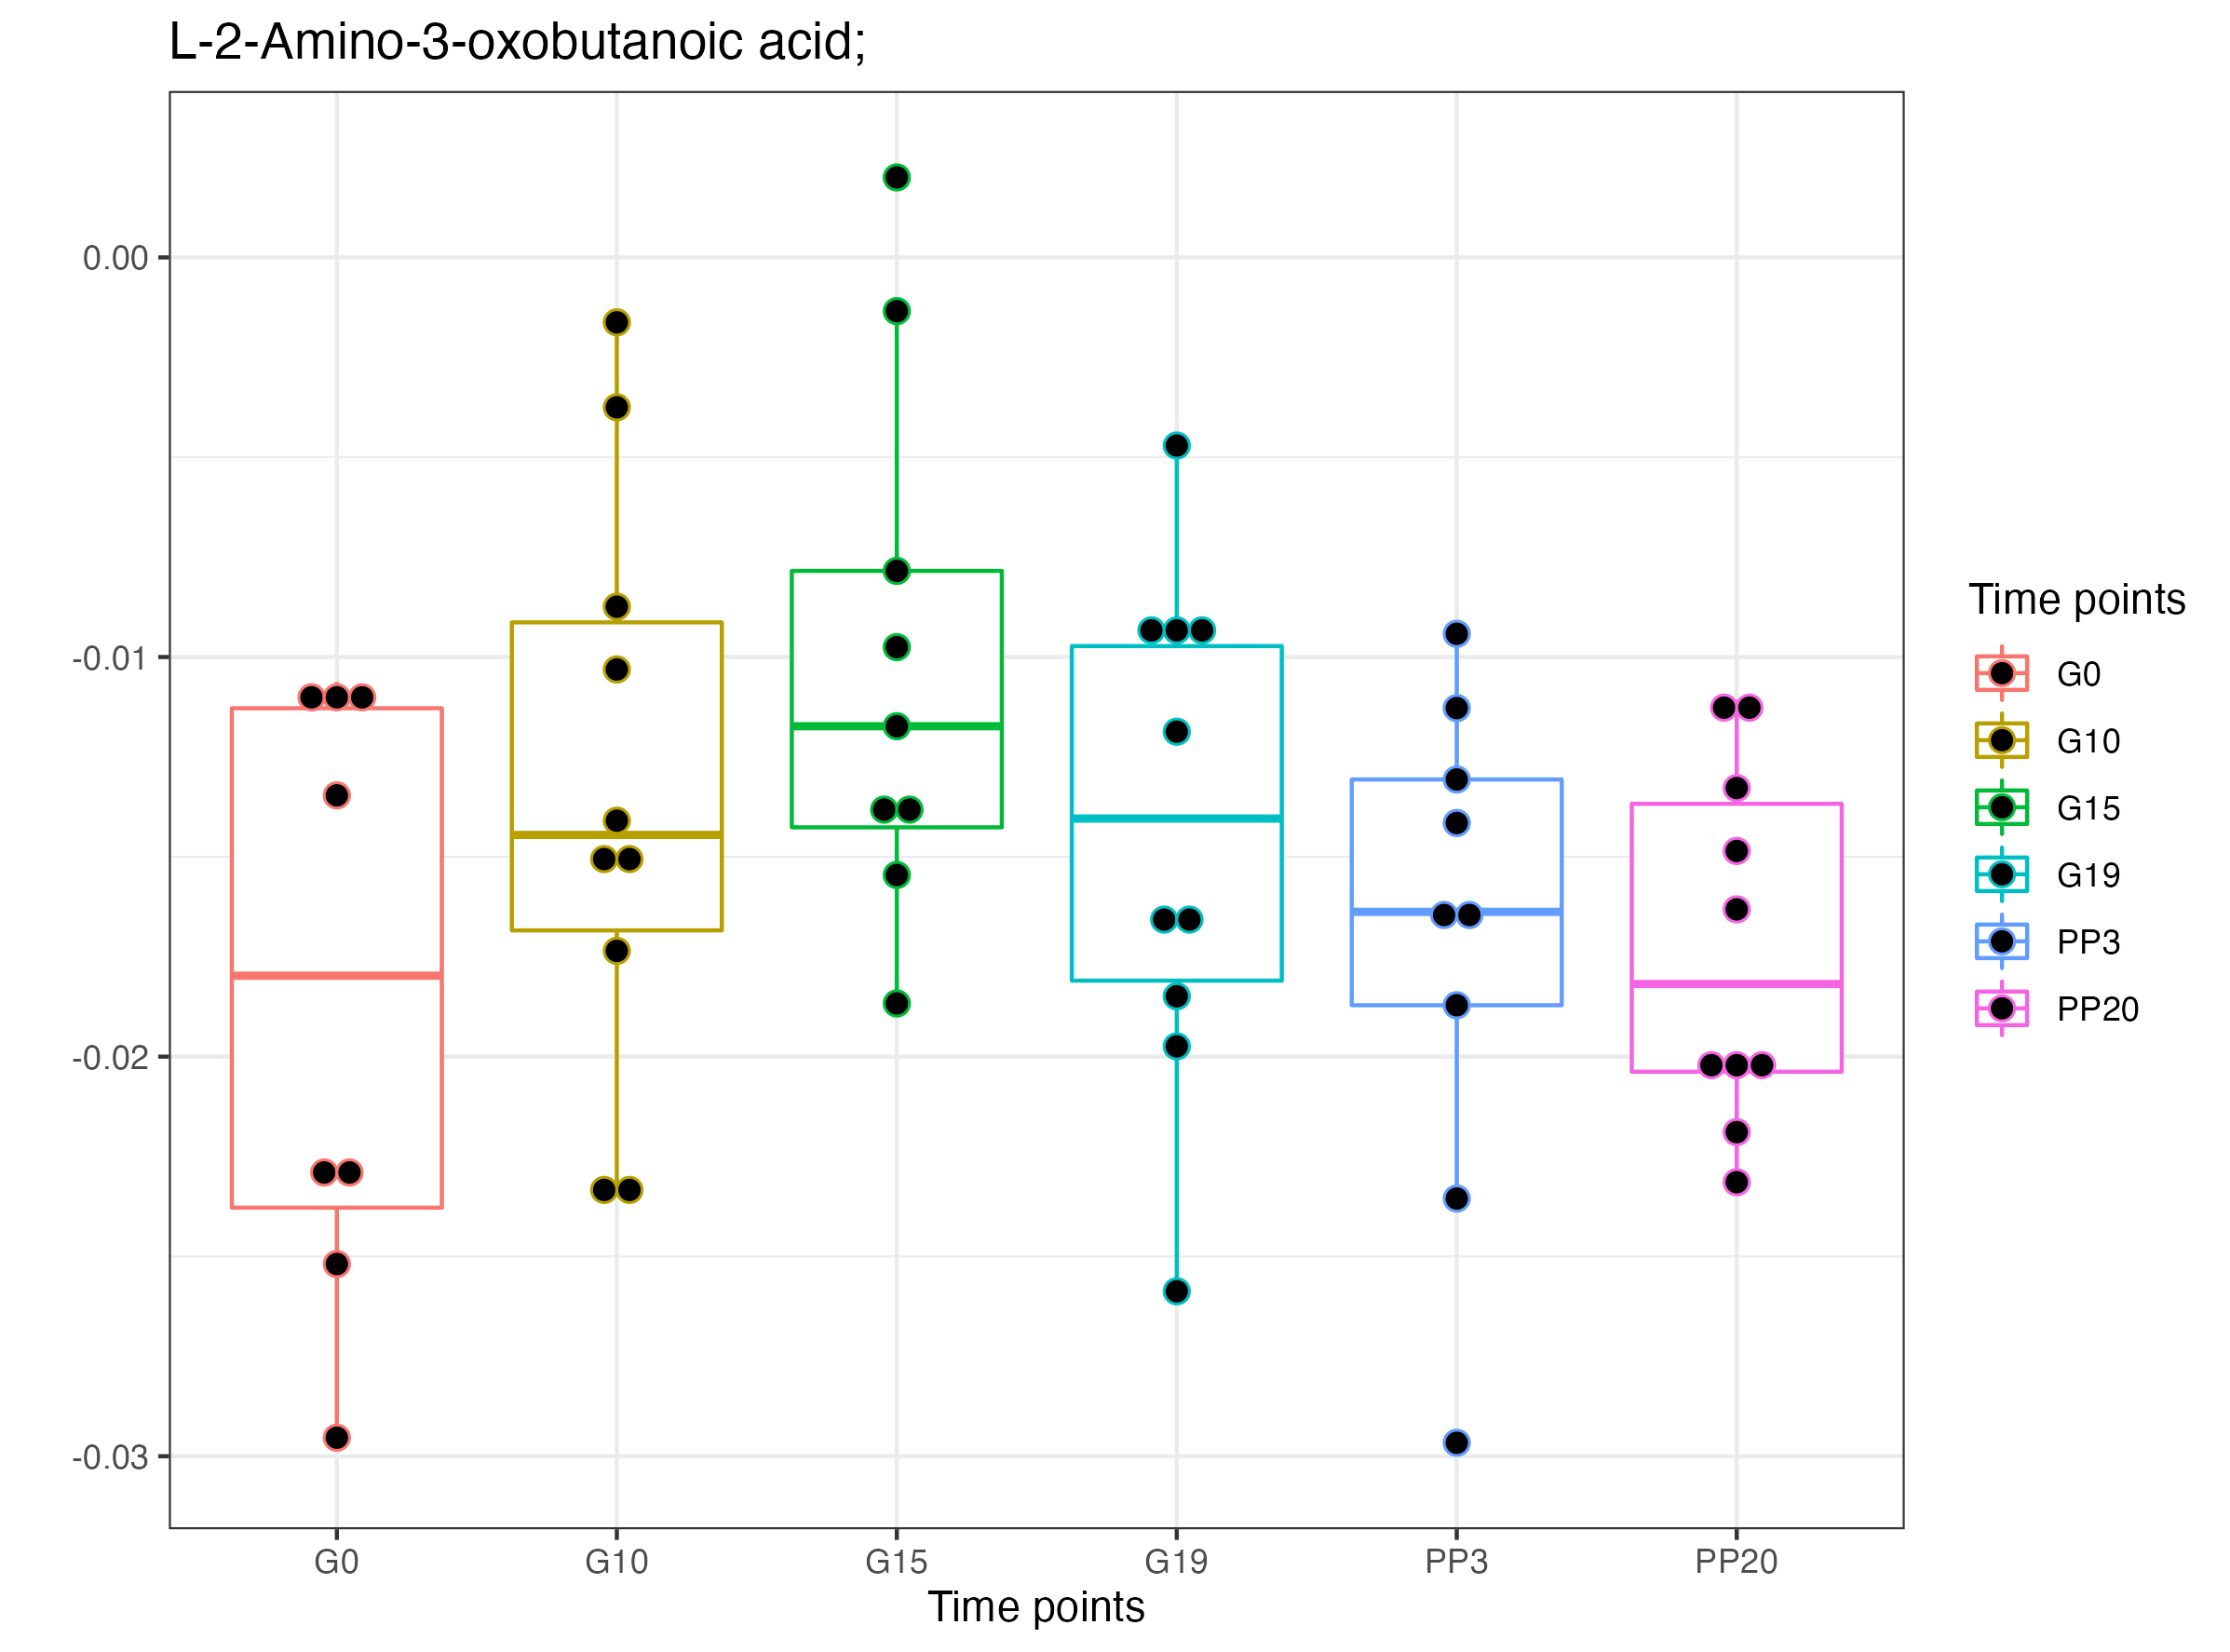 L-2-Amino-3-oxobutanoic acid;
0.00
-0.01
-0.02
-0.03
G0 G10 G15 G19 PP3 PP20
Time points
Time points
G0
G10
G15
G19
PP3
PP20